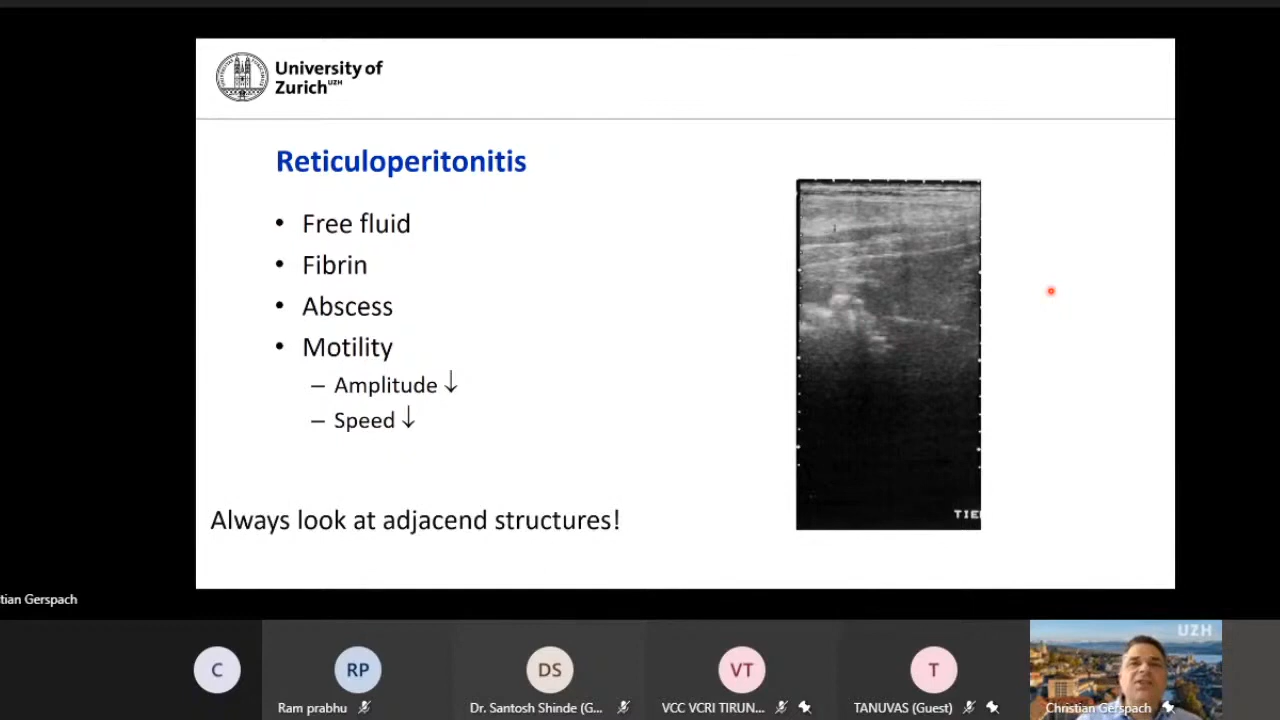 University of
Zurich UZH
Reticuloperitonitis
• Free fluid
• Fibrin
• Abscess
• Motility
– Amplitude ↓
– Speed ↓
Always look at adjacend structures!
TIE
tian Gerspach
C
RP
DS
VT
T
UZH
Ram prabhu
Dr. Santosh Shinde (G...
VCC VCRI TIRUN...
TANUVAS (Guest)
Christian Gerspach